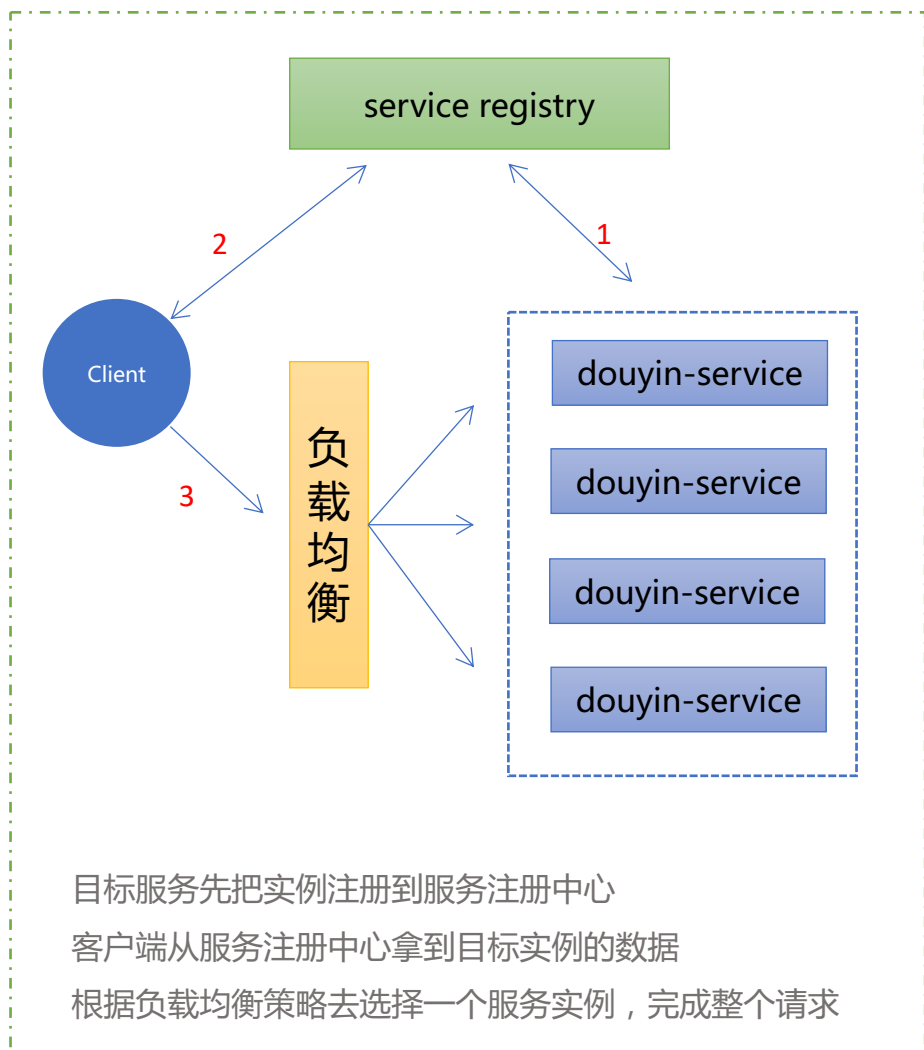 service registry
2
1
Client
3
负
载
均
衡
douyin-service
douyin-service
douyin-service
douyin-service
目标服务先把实例注册到服务注册中心
客户端从服务注册中心拿到目标实例的数据
根据负载均衡策略去选择一个服务实例，完成整个请求